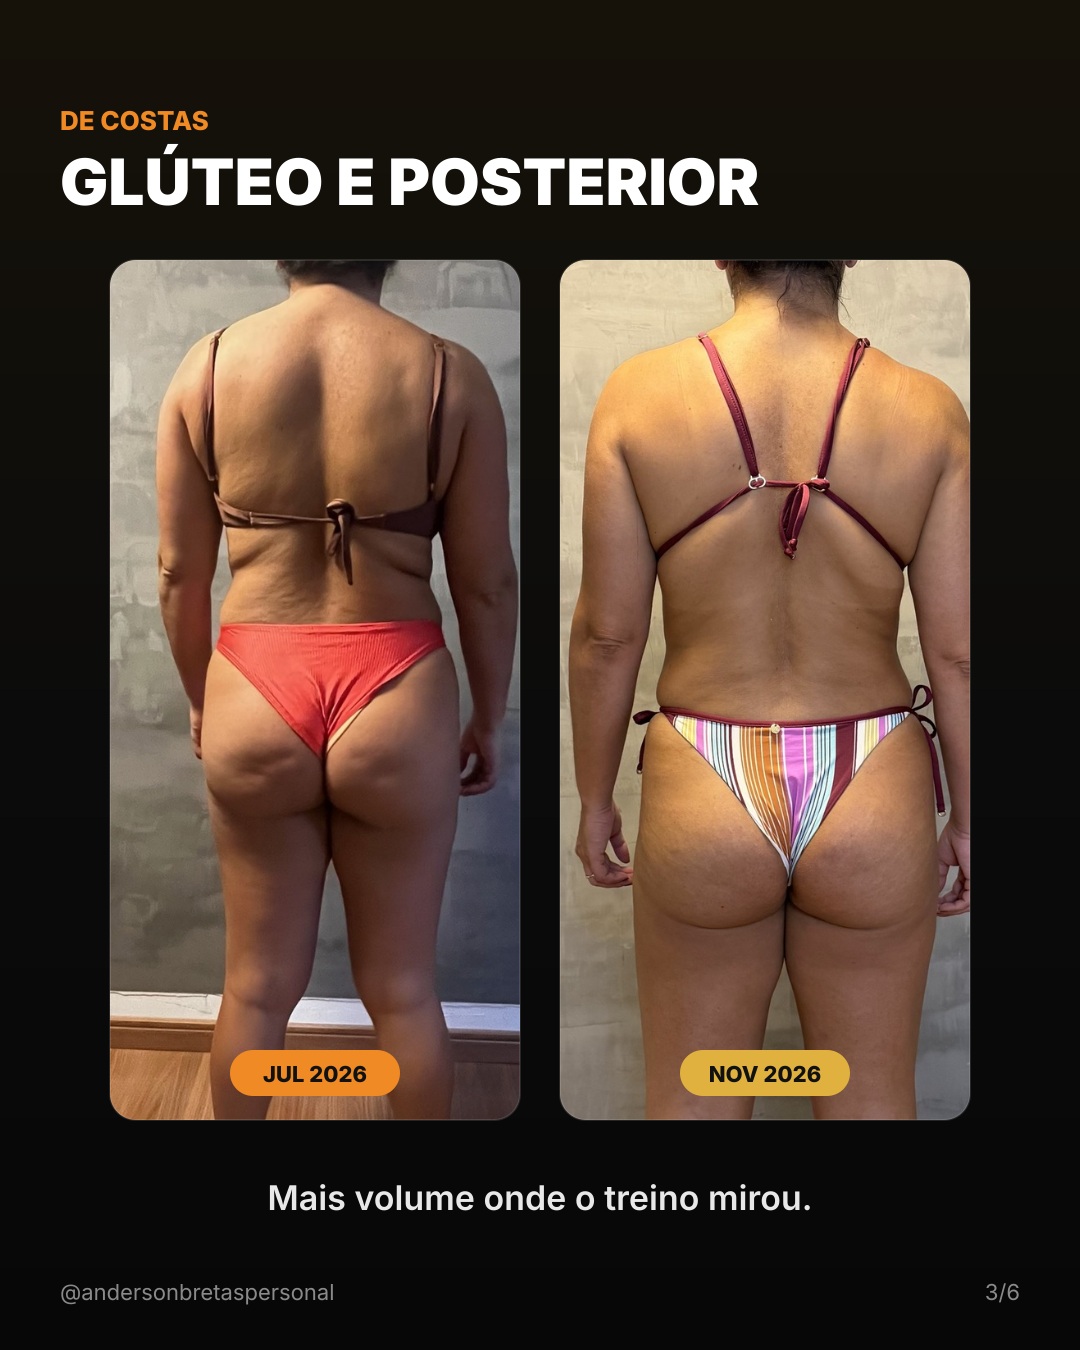 DE COSTAS
GLÚTEO E POSTERIOR
JUL 2026
NOV 2026
Mais volume onde o treino mirou.
@andersonbretaspersonal
3/6